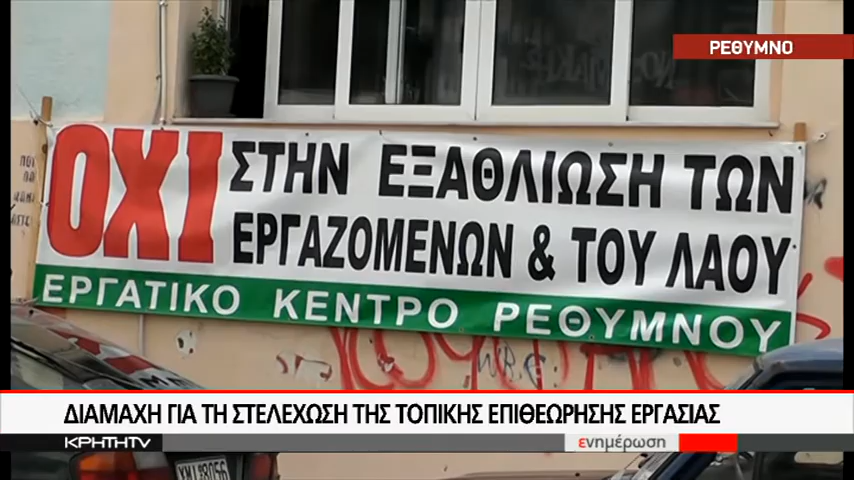 ΡΕΘΥΜΝΟ
ΟΧΙ ΣΤΗΝ ΕΞΑΘΛΙΩΣΗ ΤΩΝ
ΕΡΓΑΖΟΜΕΝΩΝ & ΤΟΥ ΛΑΟΥ
ΕΡΓΑΤΙΚΟ ΚΕΝΤΡΟ ΡΕΘΥΜΝΟΥ
ΔΙΑΜΑΧΗ ΓΙΑ ΤΗ ΣΤΕΛΕΧΩΣΗ ΤΗΣ ΤΟΠΙΚΗΣ ΕΠΙΘΕΩΡΗΣΗΣ ΕΡΓΑΣΙΑΣ
ΚΡΗΤΗTV
ενημέρωση